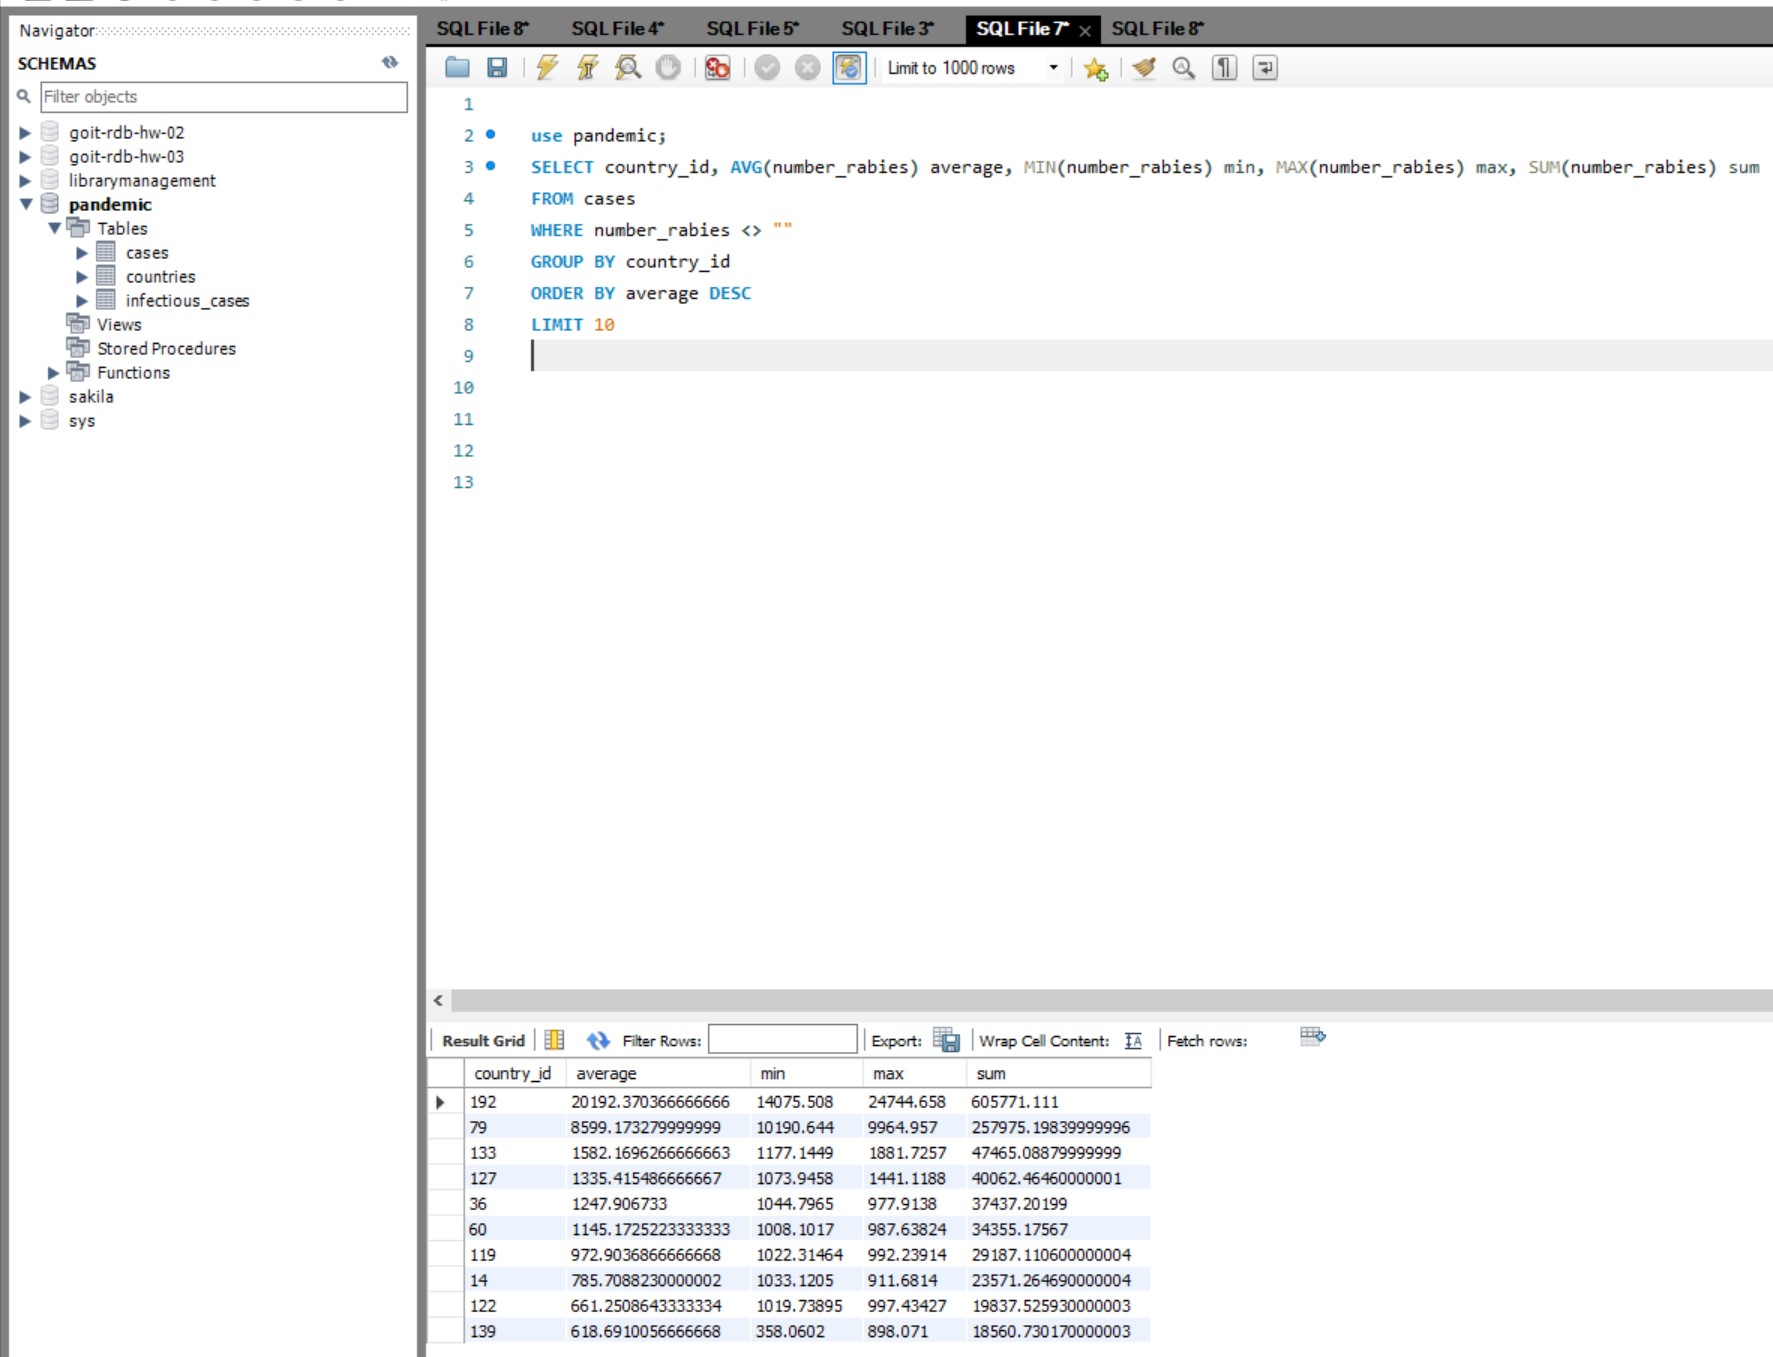 Navigator
SCHEMAS
Filter objects
goit-rdb-hw-02
goit-rdb-hw-03
librarymanagement
pandemic
Tables
cases
countries
infectious_cases
Views
Stored Procedures
Functions
sakila
sys
SQL File 8* SQL File 4* SQL File 5* SQL File 3* SQL File 7* SQL File 8*
Limit to 1000 rows
1
2 use pandemic;
3 SELECT country_id, AVG(number_rabies) average, MIN(number_rabies) min, MAX(number_rabies) max, SUM(number_rabies) sum
4 FROM cases
5 WHERE number_rabies <> ""
6 GROUP BY country_id
7 ORDER BY average DESC
8 LIMIT 10
9
10
11
12
13
Result Grid Filter Rows: Export: Wrap Cell Content: Fetch rows:
country_id average min max sum
192 20192.370366666666 14075.508 24744.658 605771.111
79 8599.173279999999 10190.644 9964.957 257975.19839999996
133 1582.1696266666663 1177.1449 1881.7257 47465.08879999999
127 1335.415486666667 1073.9458 1441.1188 40062.46460000001
36 1247.906733 1044.7965 977.9138 37437.20199
60 1145.1725223333333 1008.1017 987.63824 34355.17567
119 972.9036866666668 1022.31464 992.23914 29187.110600000004
14 785.7088230000002 1033.1205 911.6814 23571.264690000004
122 661.2508643333334 1019.73895 997.43427 19837.525930000003
139 618.6910056666668 358.0602 898.071 18560.730170000003